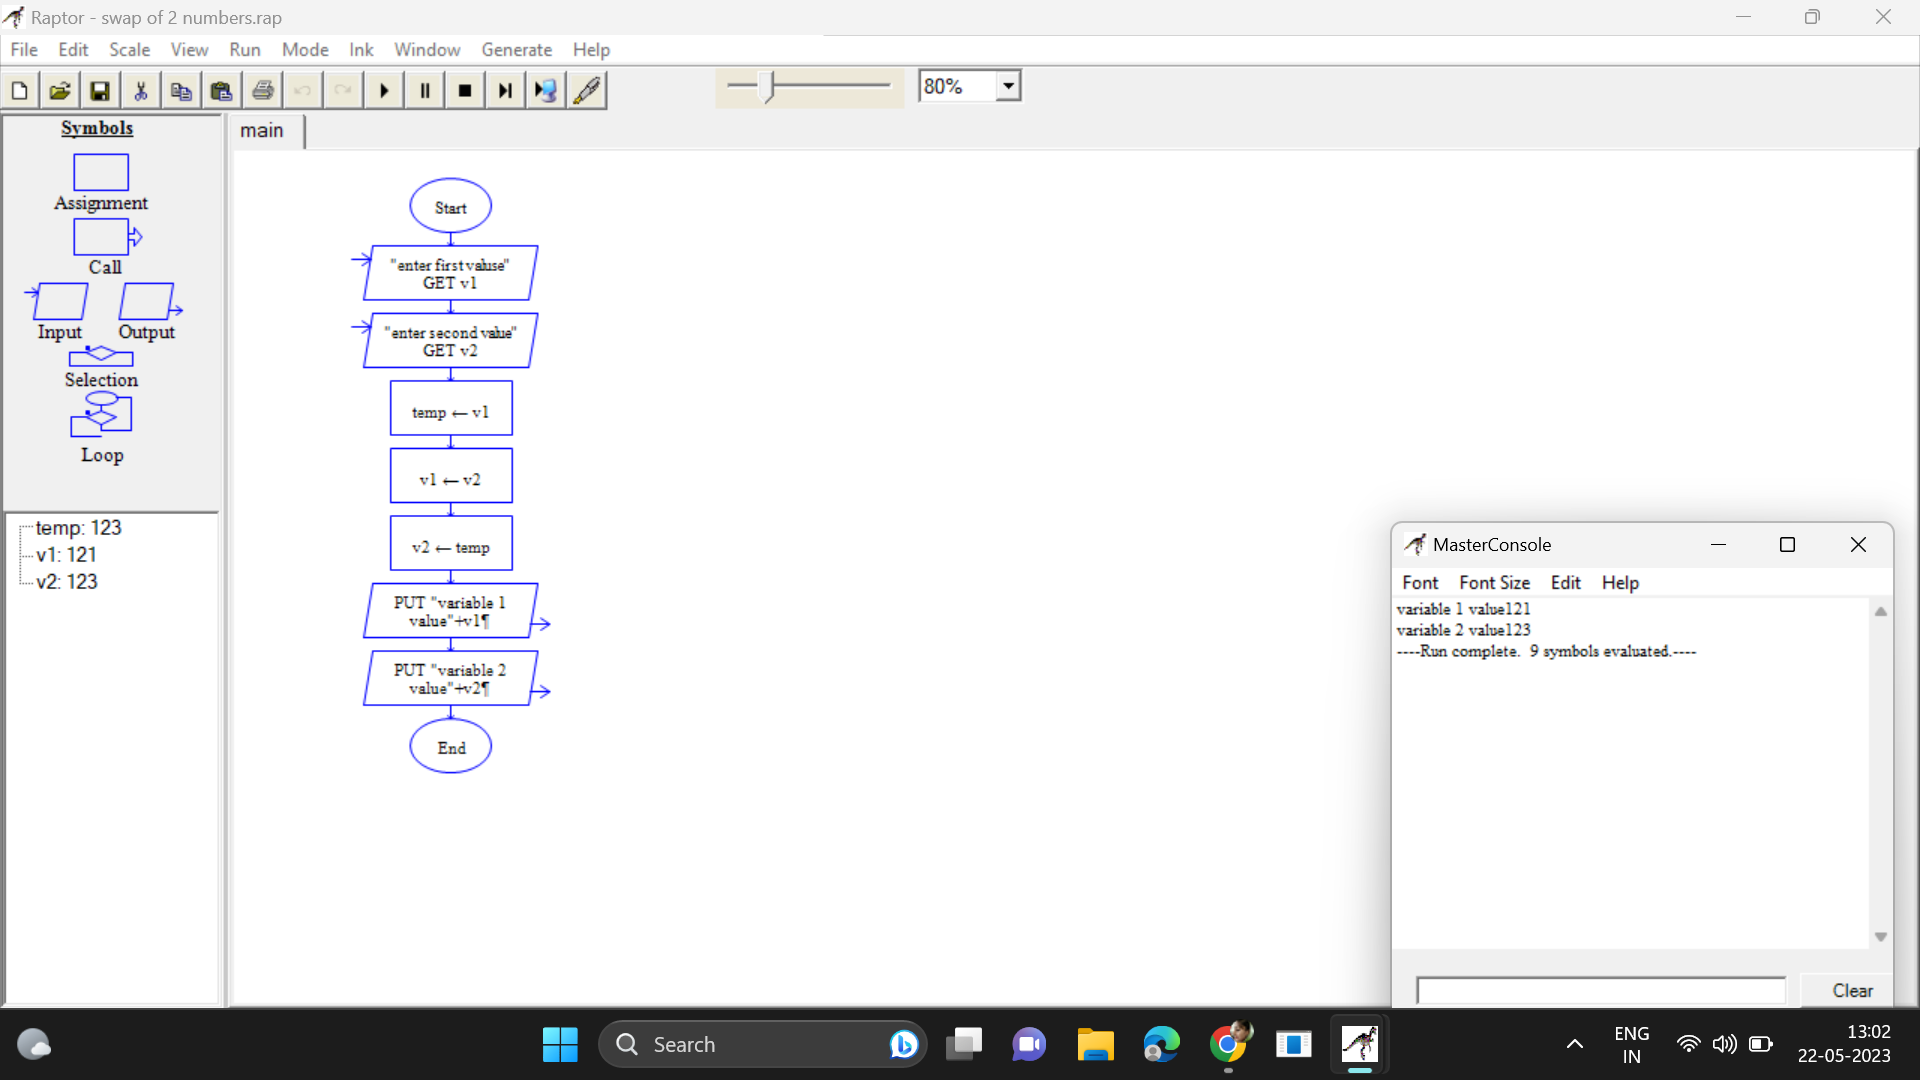 Raptor - swap of 2 numbers.rap
File Edit Scale View Run Mode Ink Window Generate Help
80%
Symbols
Assignment
Call
Input Output
Selection
Loop
temp: 123
v1: 121
v2: 123
main
Start
"enter first valuse"
GET v1
"enter second value"
GET v2
temp ← v1
v1 ← v2
v2 ← temp
PUT "variable 1
value"+v1¶
PUT "variable 2
value"+v2¶
End
MasterConsole
Font Font Size Edit Help
variable 1 value121
variable 2 value123
----Run complete.  9 symbols evaluated.----
Clear
Search
ENG
IN
13:02
22-05-2023